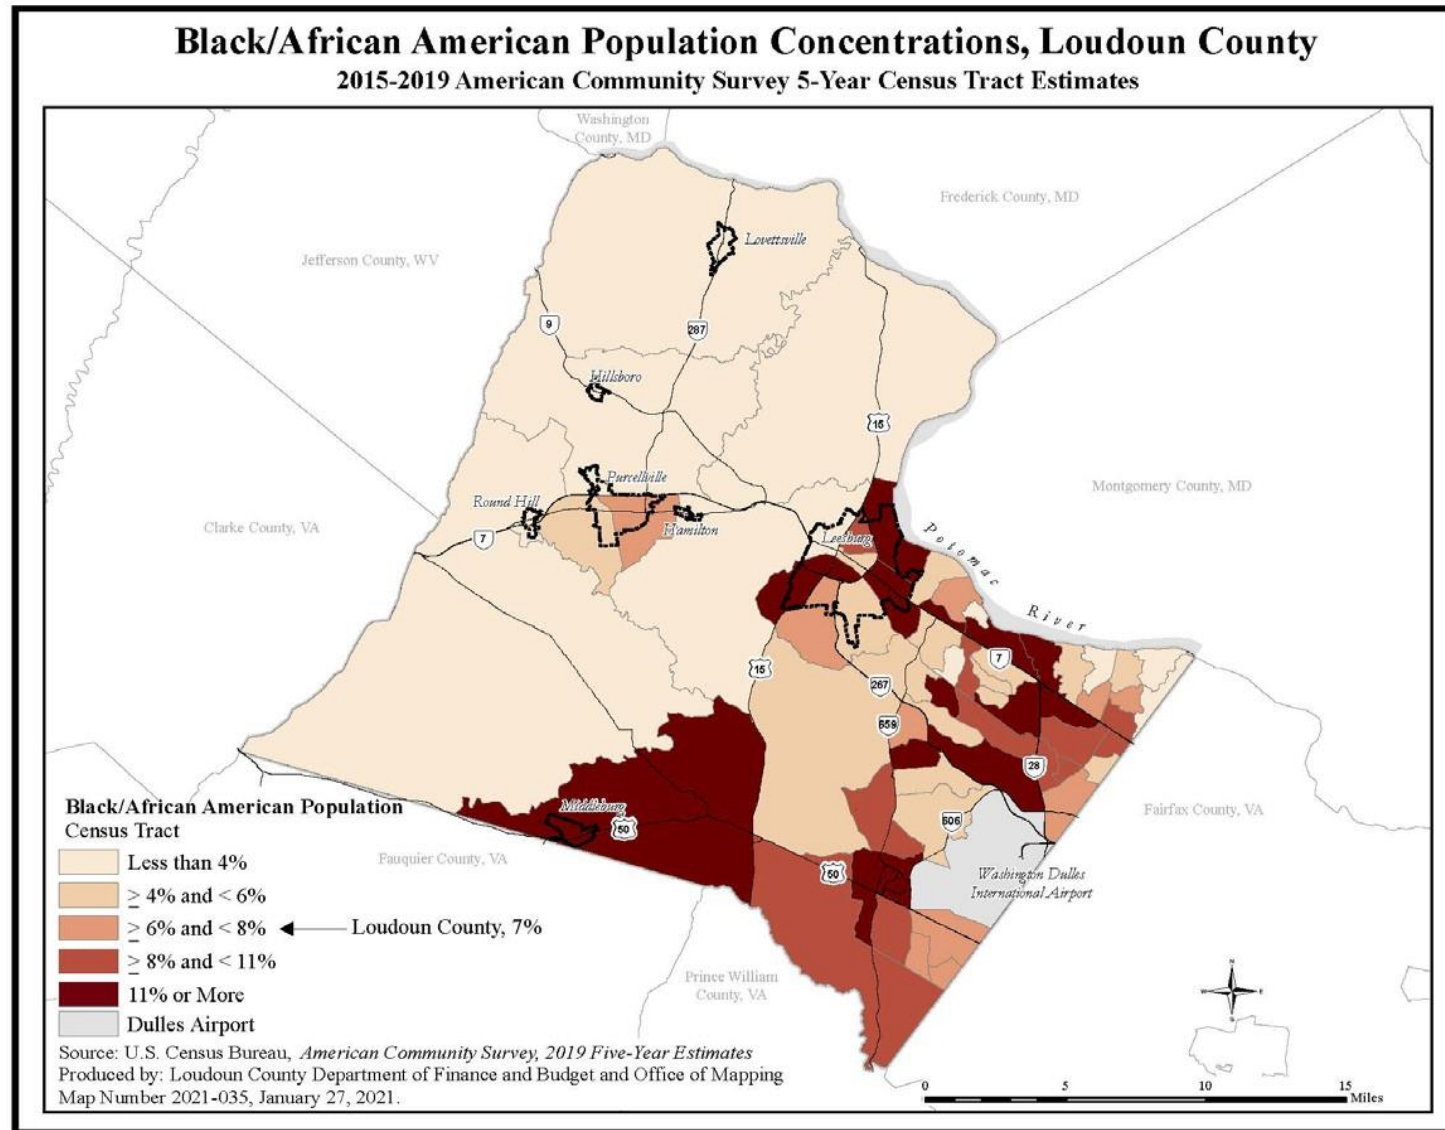 Black/African American Population Concentrations, Loudoun County
2015-2019 American Community Survey 5-Year Census Tract Estimates
Washington
County, MD
Frederick County, MD
Lovettsville
Jefferson County, WV
9
287
Hillsboro
15
Purcellville
Round Hill
Montgomery County, MD
Clarke County, VA
Hamilton
7
Leesburg
Potomac
River
7
15
267
659
28
Middleburg
50
606
Fairfax County, VA
Fauquier County, VA
50
Washington Dulles
International Airport
Prince William
County, VA
Black/African American Population
Census Tract
Less than 4%
≥ 4% and < 6%
≥ 6% and < 8%
Loudoun County, 7%
≥ 8% and < 11%
11% or More
Dulles Airport
N
W E
S
Source: U.S. Census Bureau, American Community Survey, 2019 Five-Year Estimates
Produced by: Loudoun County Department of Finance and Budget and Office of Mapping
Map Number 2021-035, January 27, 2021.
0 5 10 15
Miles